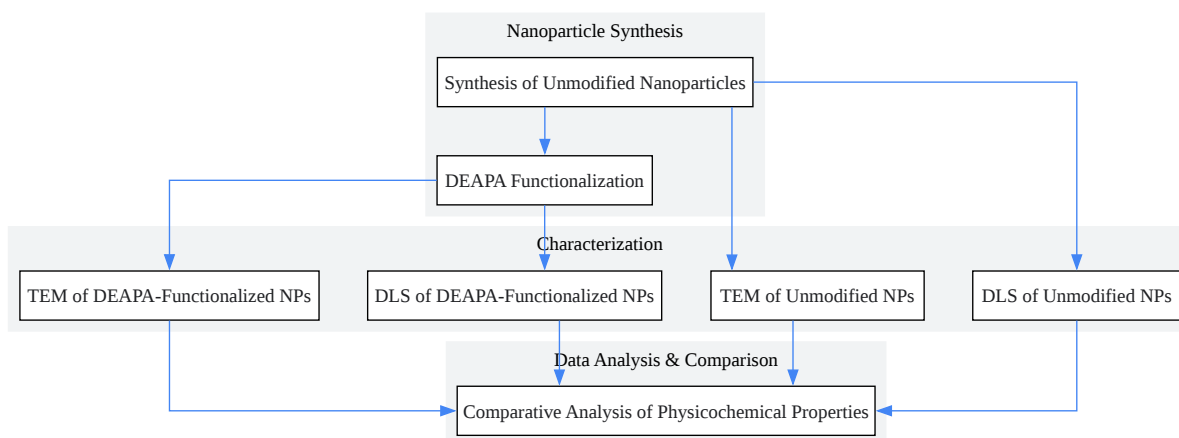 Nanoparticle Synthesis
Synthesis of Unmodified Nanoparticles
DEAPA Functionalization
Characterization
TEM of DEAPA-Functionalized NPs
DLS of DEAPA-Functionalized NPs
TEM of Unmodified NPs
DLS of Unmodified NPs
Data Analysis & Comparison
Comparative Analysis of Physicochemical Properties